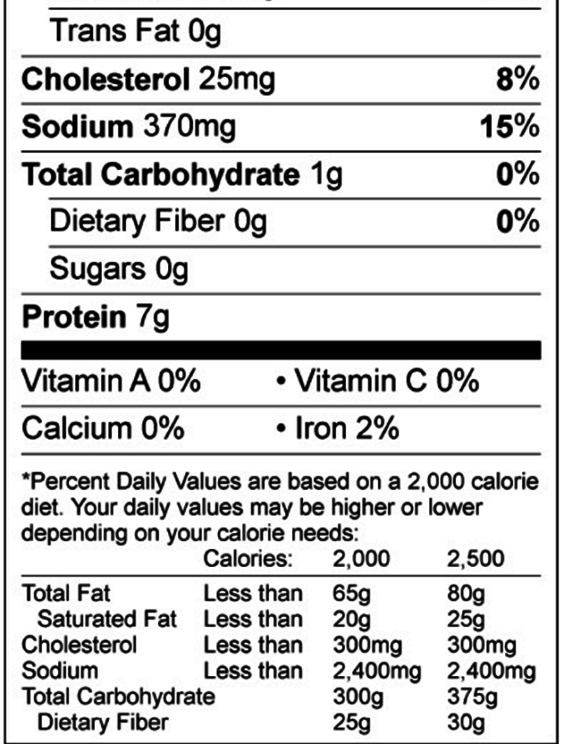 Trans Fat 0g
Cholesterol 25mg 8%
Sodium 370mg 15%
Total Carbohydrate 1g 0%
Dietary Fiber 0g 0%
Sugars 0g
Protein 7g
Vitamin A 0% • Vitamin C 0%
Calcium 0% • Iron 2%
*Percent Daily Values are based on a 2,000 calorie
diet. Your daily values may be higher or lower
depending on your calorie needs:
Calories: 2,000 2,500
Total Fat Less than 65g 80g
Saturated Fat Less than 20g 25g
Cholesterol Less than 300mg 300mg
Sodium Less than 2,400mg 2,400mg
Total Carbohydrate 300g 375g
Dietary Fiber 25g 30g